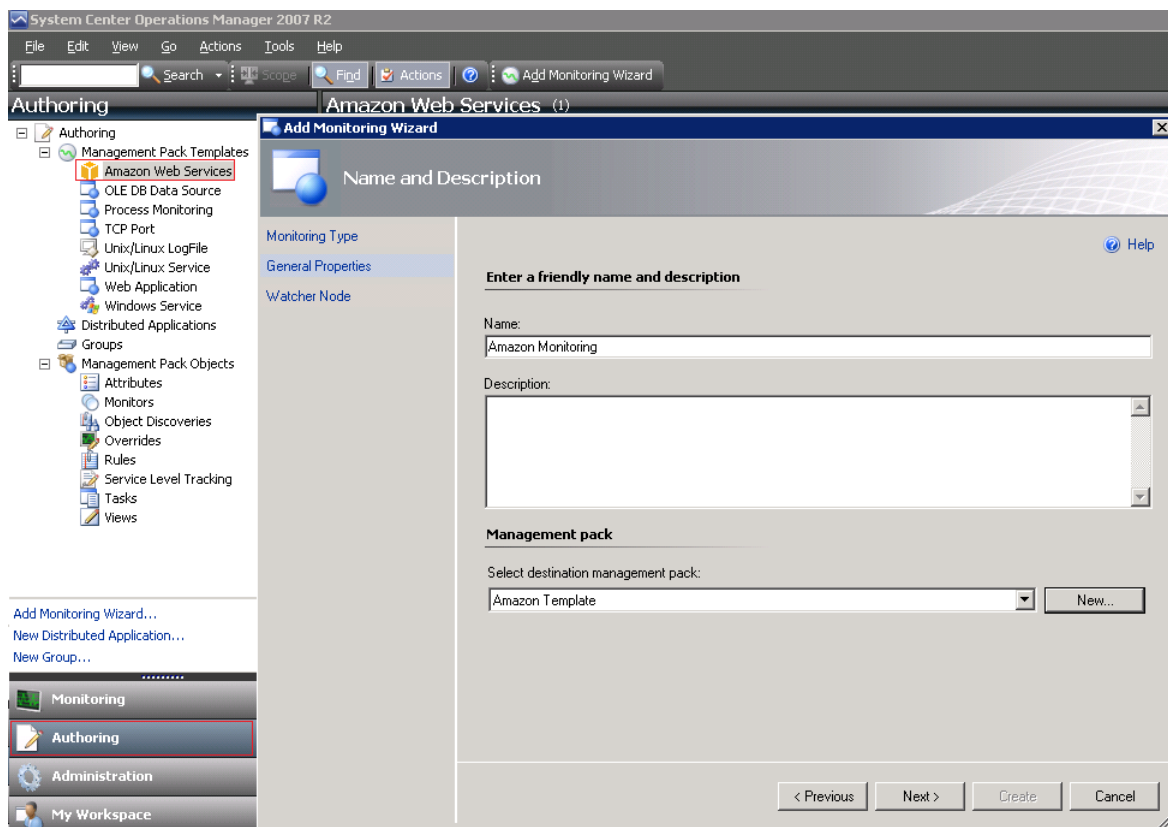 System Center Operations Manager 2007 R2
File Edit View Go Actions Tools Help
Search Scope Find Actions Add Monitoring Wizard
Authoring
Amazon Web Services (1)
Authoring
Management Pack Templates
Amazon Web Services
OLE DB Data Source
Process Monitoring
TCP Port
Unix/Linux LogFile
Unix/Linux Service
Web Application
Windows Service
Distributed Applications
Groups
Management Pack Objects
Attributes
Monitors
Object Discoveries
Overrides
Rules
Service Level Tracking
Tasks
Views
Add Monitoring Wizard...
New Distributed Application...
New Group...
Monitoring
Authoring
Administration
My Workspace
Add Monitoring Wizard
Name and Description
Monitoring Type
General Properties
Watcher Node
Help
Enter a friendly name and description
Name:
Amazon Monitoring
Description:
Management pack
Select destination management pack:
Amazon Template
New...
< Previous Next > Create Cancel